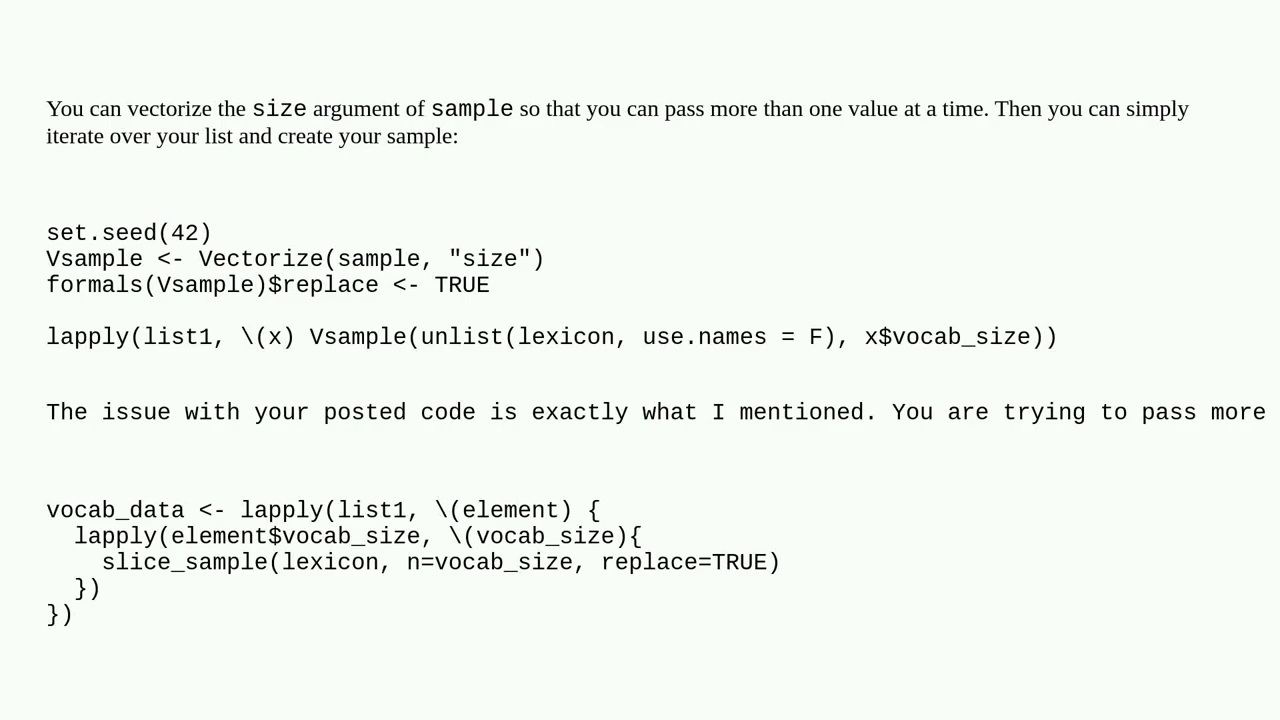 You can vectorize the size argument of sample so that you can pass more than one value at a time. Then you can simply
iterate over your list and create your sample:
set.seed(42)
Vsample <- Vectorize(sample, "size")
formals(Vsample)$replace <- TRUE
lapply(list1, \(x) Vsample(unlist(lexicon, use.names = F), x$vocab_size))
The issue with your posted code is exactly what I mentioned. You are trying to pass more
vocab_data <- lapply(list1, \(element) {
  lapply(element$vocab_size, \(vocab_size){
    slice_sample(lexicon, n=vocab_size, replace=TRUE)
  })
})